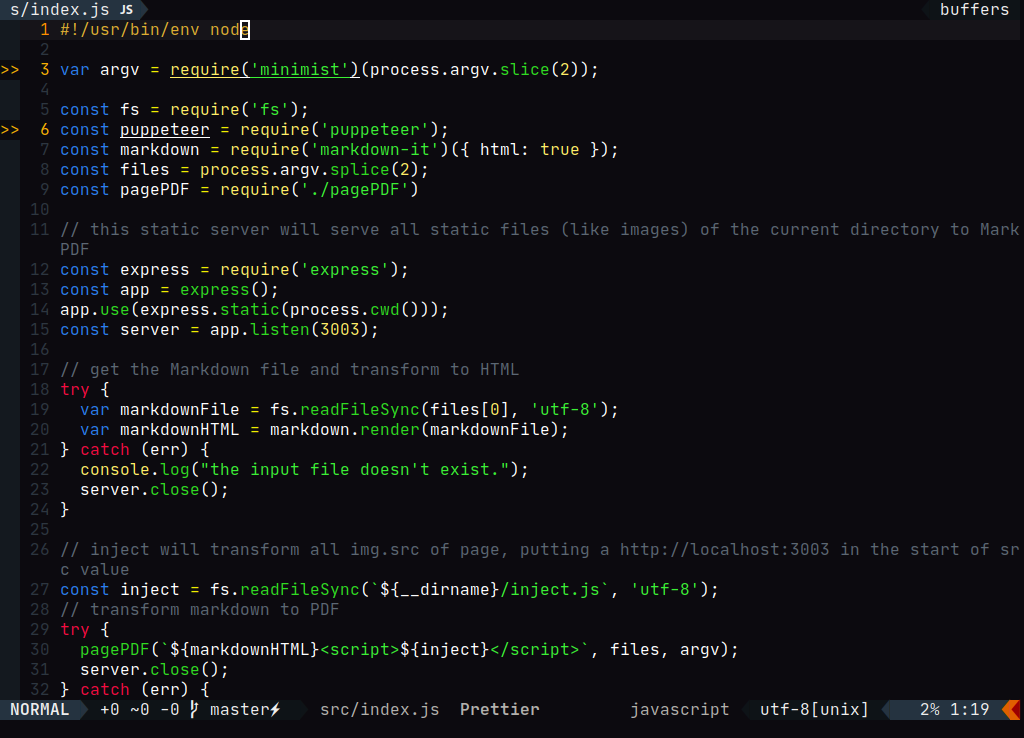 s/index.js JS buffers
1 #!/usr/bin/env node
2
>> 3 var argv = require('minimist')(process.argv.slice(2));
4
5 const fs = require('fs');
>> 6 const puppeteer = require('puppeteer');
7 const markdown = require('markdown-it')({ html: true });
8 const files = process.argv.splice(2);
9 const pagePDF = require('./pagePDF')
10
11 // this static server will serve all static files (like images) of the current directory to Mark
PDF
12 const express = require('express');
13 const app = express();
14 app.use(express.static(process.cwd()));
15 const server = app.listen(3003);
16
17 // get the Markdown file and transform to HTML
18 try {
19   var markdownFile = fs.readFileSync(files[0], 'utf-8');
20   var markdownHTML = markdown.render(markdownFile);
21 } catch (err) {
22   console.log("the input file doesn't exist.");
23   server.close();
24 }
25
26 // inject will transform all img.src of page, putting a http://localhost:3003 in the start of sr
c value
27 const inject = fs.readFileSync(`${__dirname}/inject.js`, 'utf-8');
28 // transform markdown to PDF
29 try {
30   pagePDF(`${markdownHTML}<script>${inject}</script>`, files, argv);
31   server.close();
32 } catch (err) {
NORMAL +0 ~0 -0 master⚡ src/index.js Prettier javascript utf-8[unix] 2% 1:19